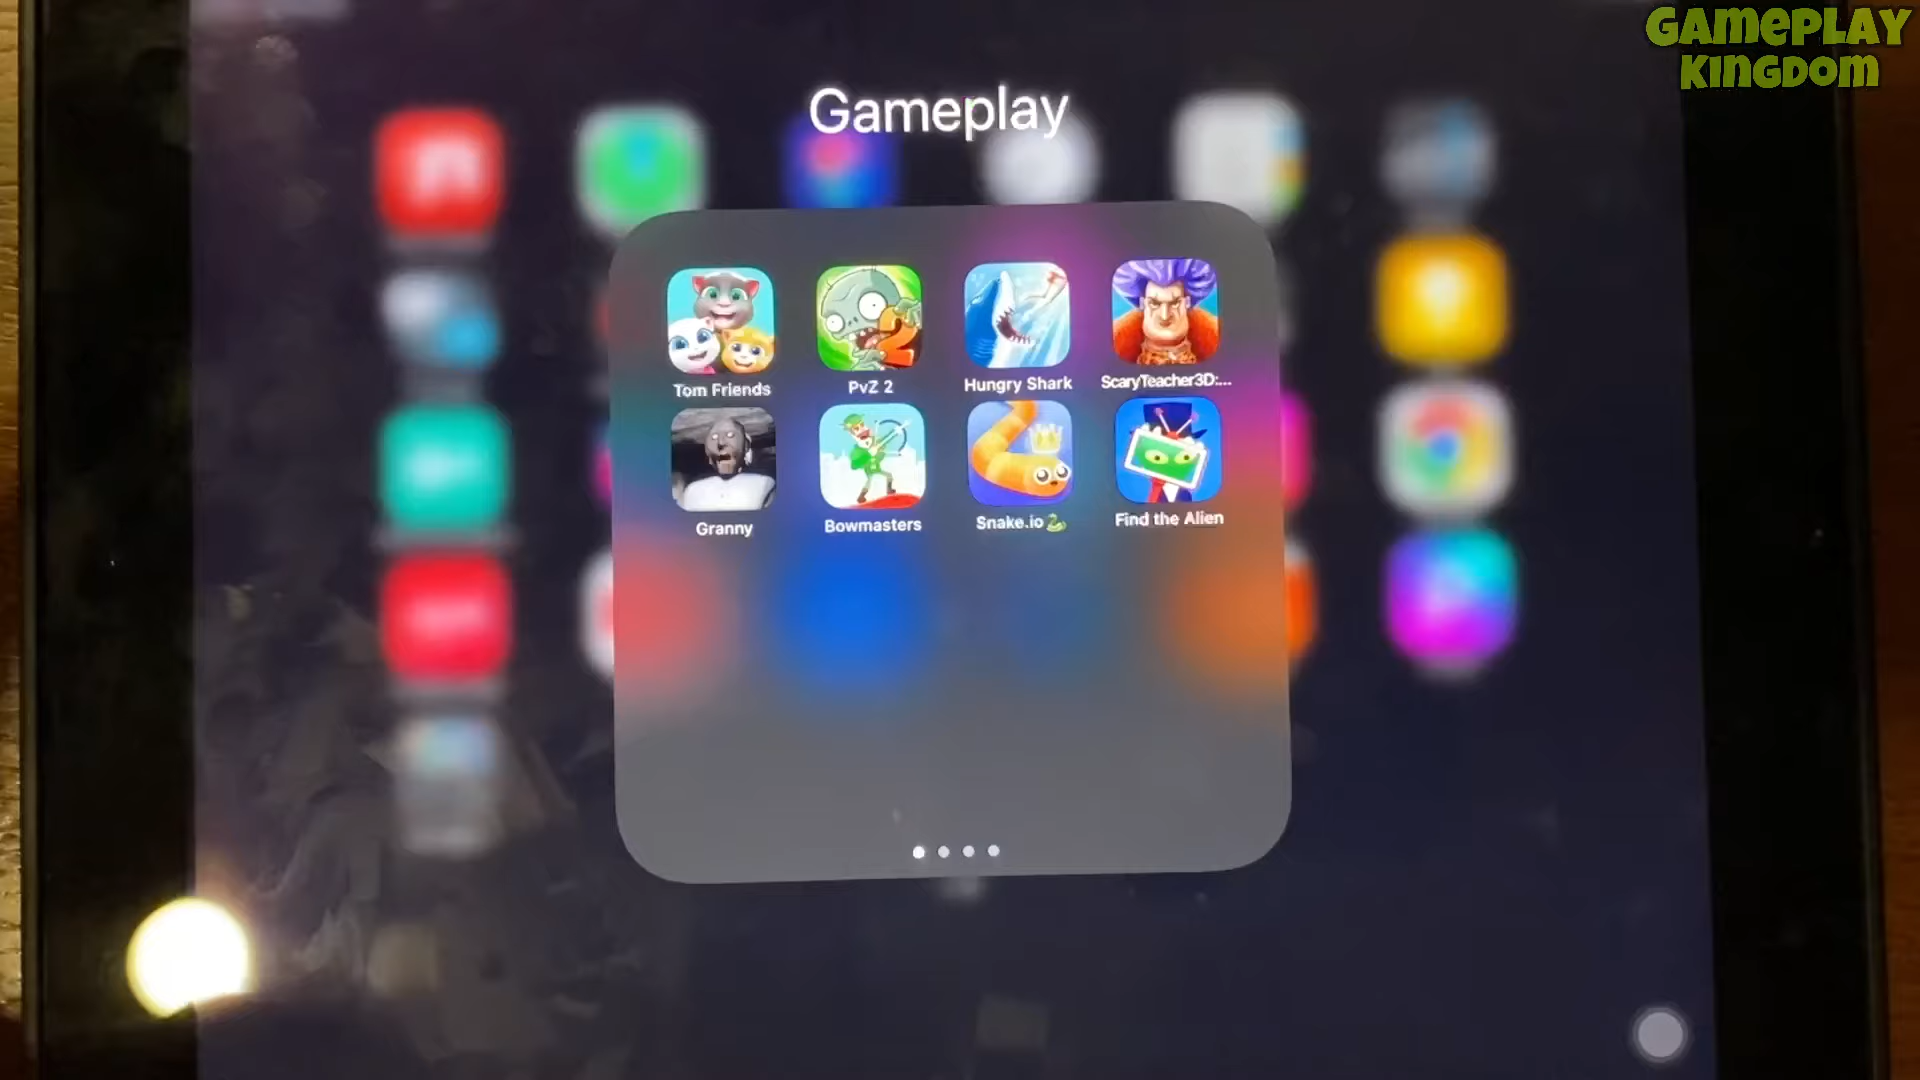 GAMEPLAY
KINGDOM
Gameplay
Tom Friends
PvZ 2
Hungry Shark
ScaryTeacher3D:...
Granny
Bowmasters
Snake.io🐍
Find the Alien